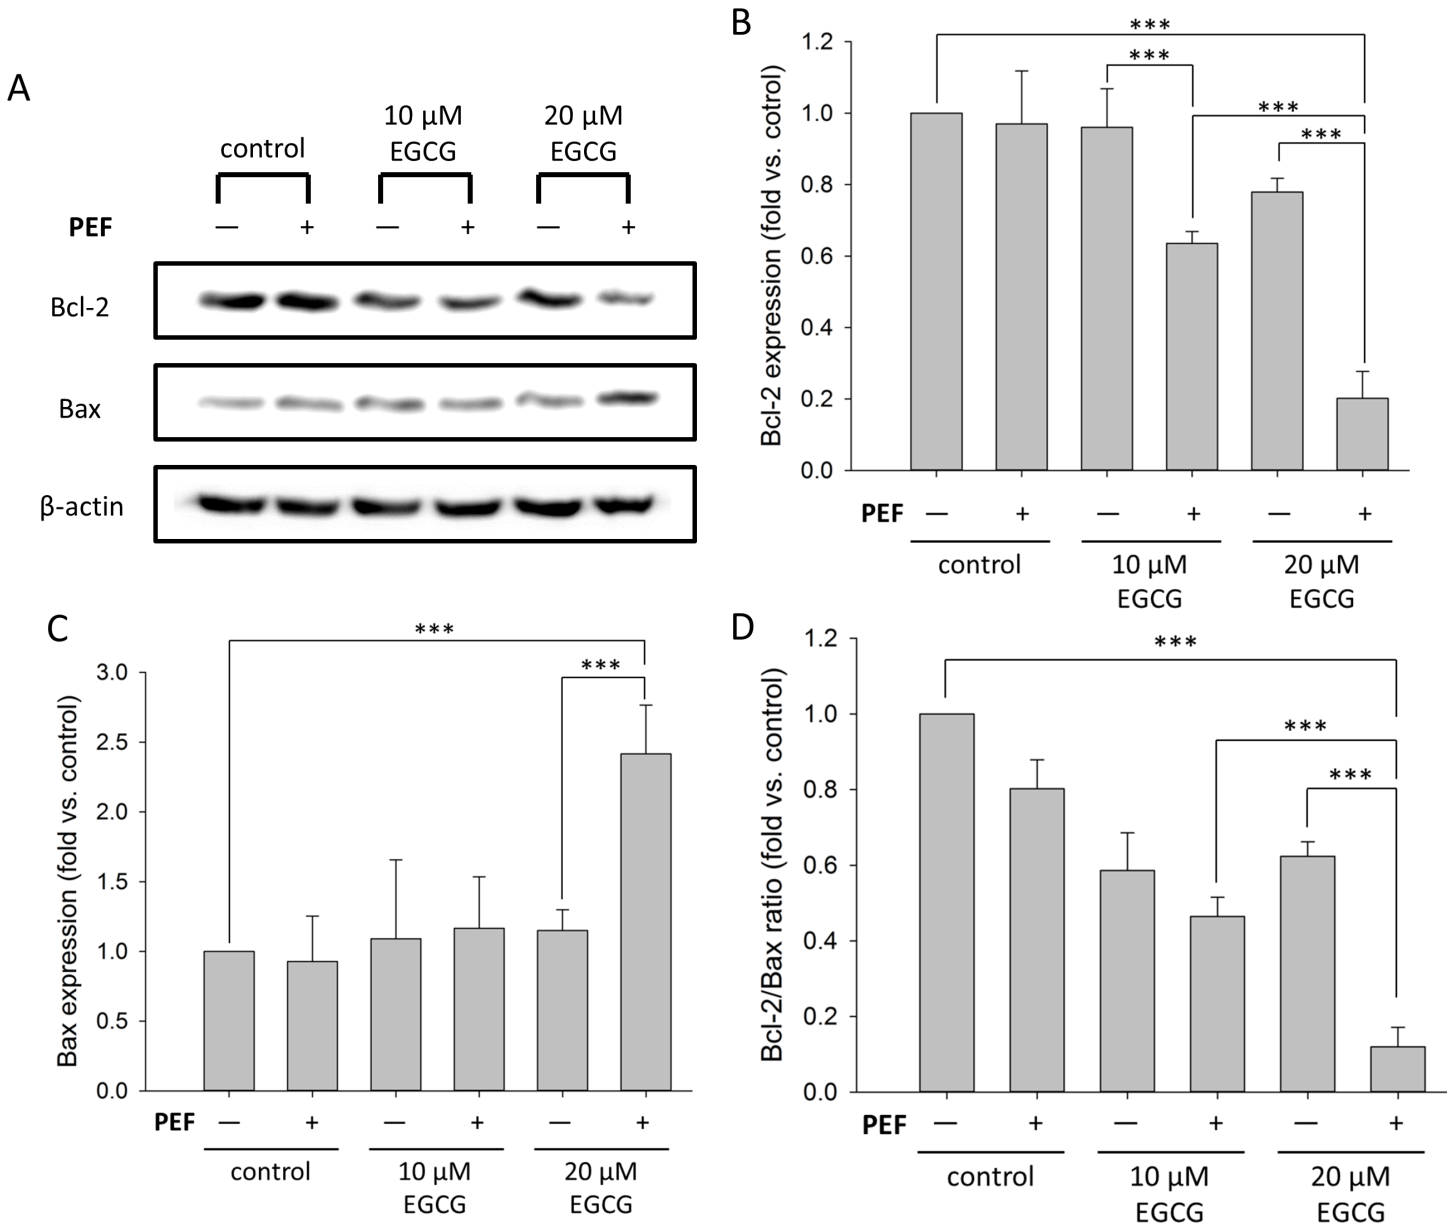 A
control
10 μM
EGCG
20 μM
EGCG
PEF — + — + — +
Bcl-2
Bax
β-actin
B
Bcl-2 expression (fold vs. cotrol)
1.2
1.0
0.8
0.6
0.4
0.2
0.0
***
***
***
***
PEF — + — + — +
control
10 μM
EGCG
20 μM
EGCG
C
Bax expression (fold vs. control)
3.0
2.5
2.0
1.5
1.0
0.5
0.0
***
***
PEF — + — + — +
control
10 μM
EGCG
20 μM
EGCG
D
Bcl-2/Bax ratio (fold vs. control)
1.2
1.0
0.8
0.6
0.4
0.2
0.0
***
***
***
PEF — + — + — +
control
10 μM
EGCG
20 μM
EGCG